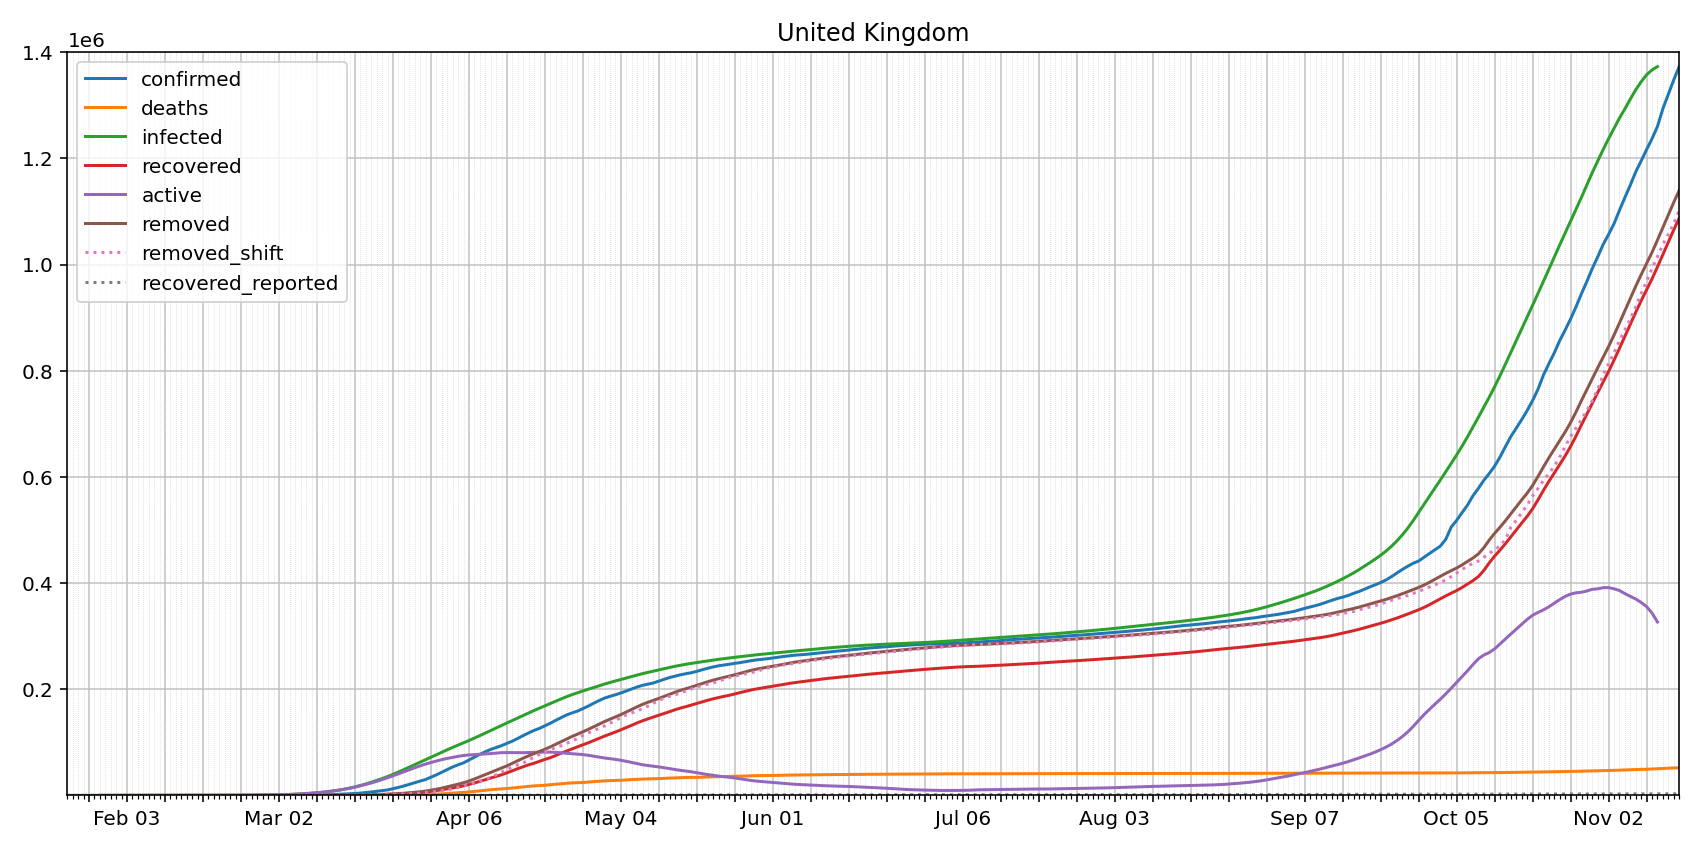 United Kingdom
1e6
1.4
1.2
1.0
0.8
0.6
0.4
0.2
confirmed
deaths
infected
recovered
active
removed
removed_shift
recovered_reported
Feb 03
Mar 02
Apr 06
May 04
Jun 01
Jul 06
Aug 03
Sep 07
Oct 05
Nov 02